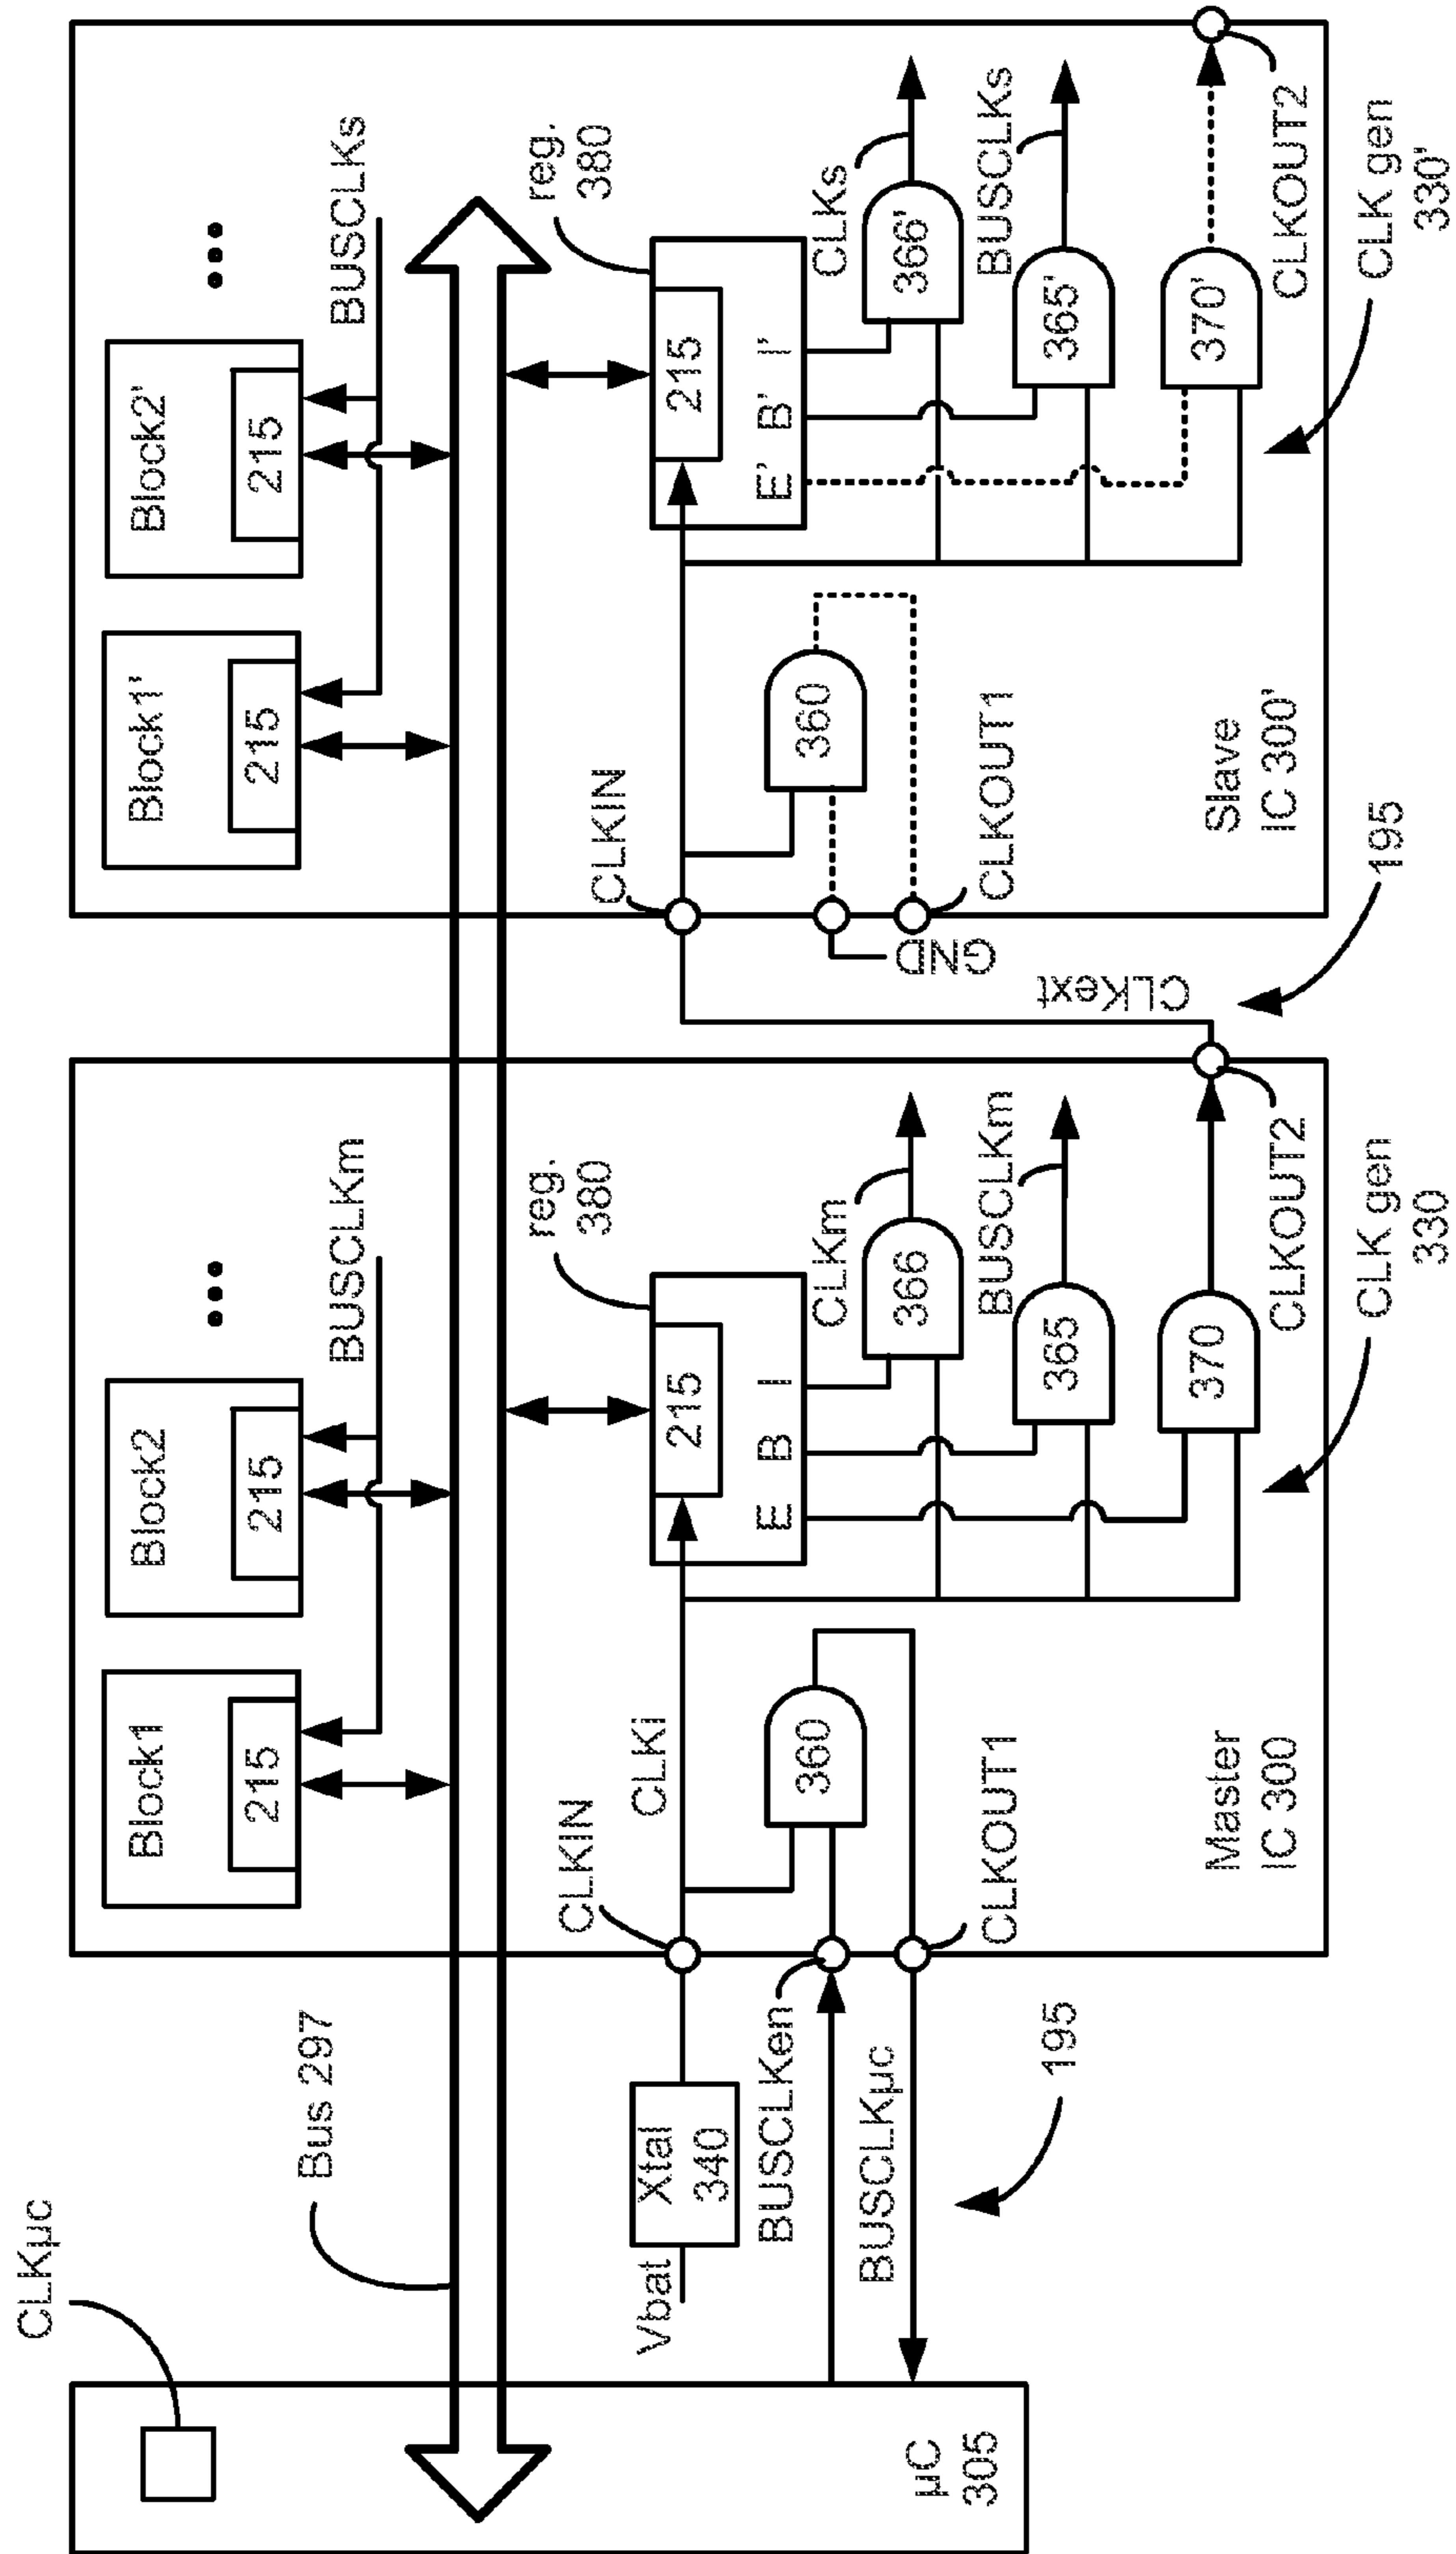 CLKµc
µC
305
Bus 297
Vbat
Xtal
340
BUSCLKen
BUSCLKµc
195
Block1
215
Block2
215
BUSCLKm
CLKIN
CLKI
360
CLKOUT1
Master
IC 300
reg.
380
215
E B I
366
CLKm
365
BUSCLKm
370
CLKOUT2
CLK gen
330
CLKext
195
GND
Block1'
215
Block2'
215
BUSCLKs
CLKIN
360
CLKOUT1
Slave
IC 300'
reg.
380
215
E' B' I'
366'
CLKs
365'
BUSCLKs
370'
CLKOUT2
CLK gen
330'